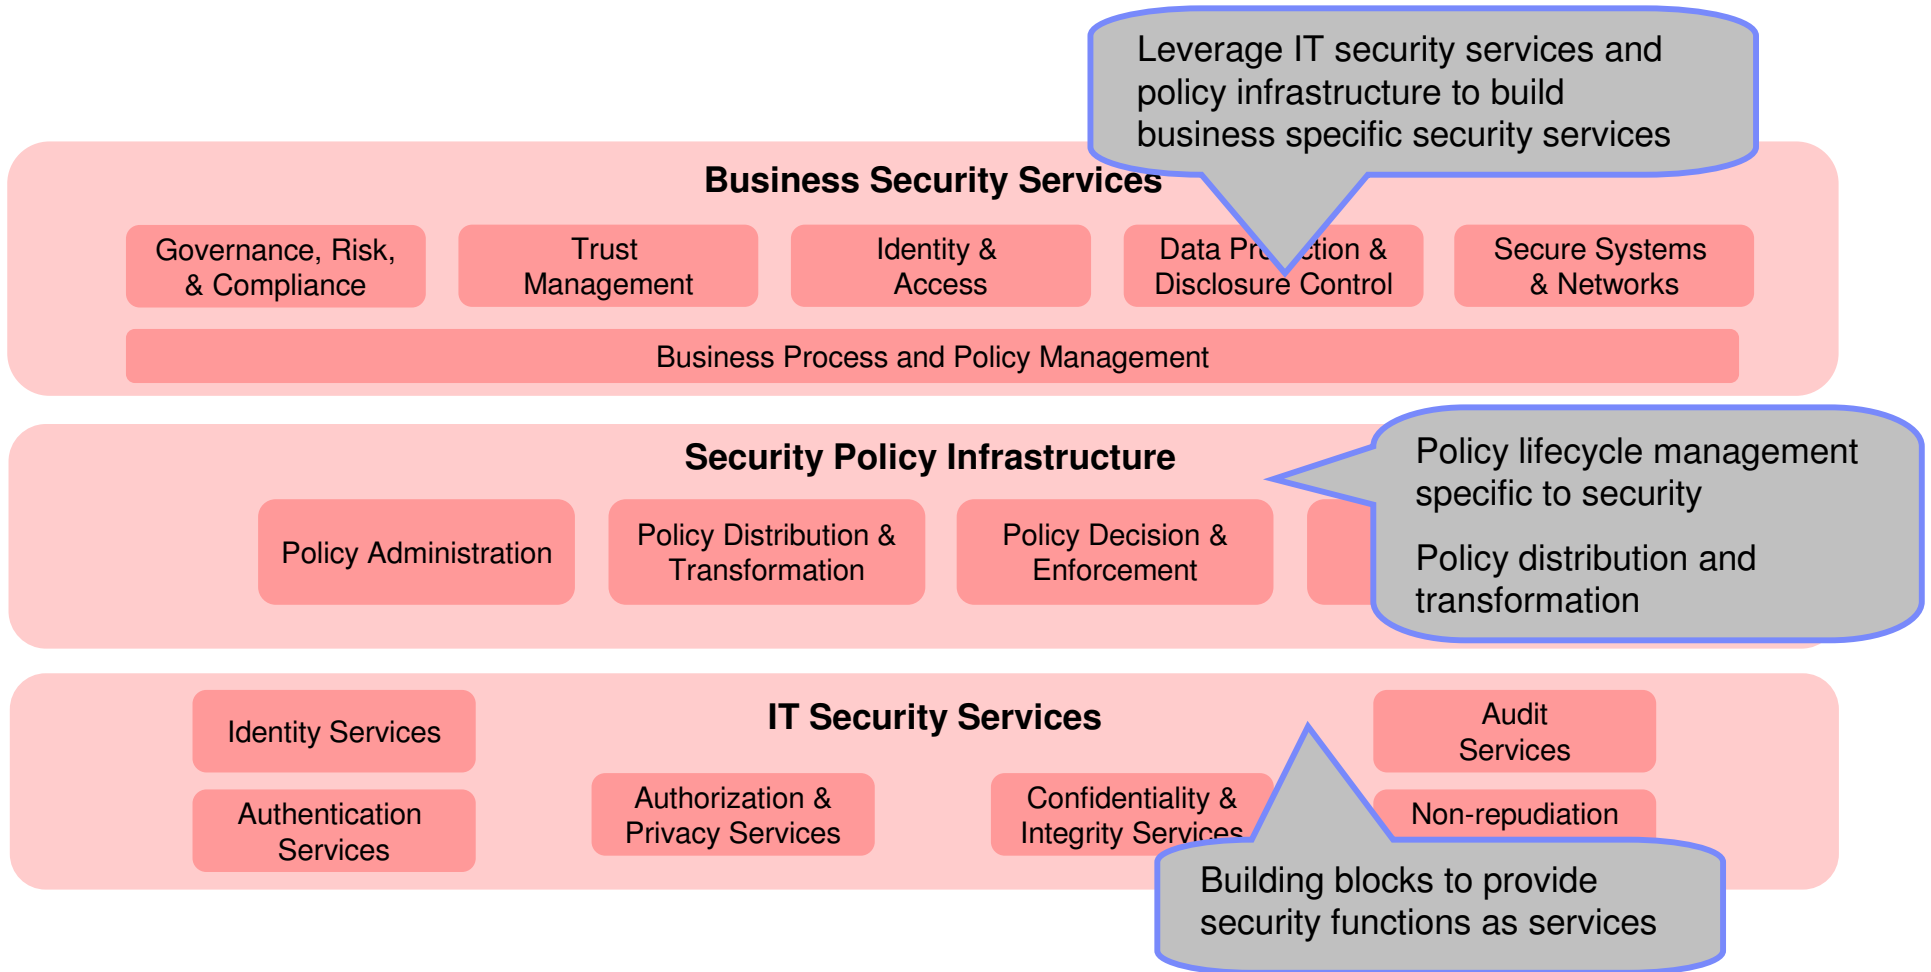 Leverage IT security services and
policy infrastructure to build
business specific security services
Business Security Services
Governance, Risk,
& Compliance
Trust
Management
Identity &
Access
Data Pr ction &
Disclosure Control
Secure Systems
& Networks
Business Process and Policy Management
Security Policy Infrastructure
Policy Administration
Policy Distribution &
Transformation
Policy Decision &
Enforcement
Policy lifecycle management
specific to security
Policy distribution and
transformation
IT Security Services
Identity Services
Authentication
Services
Authorization &
Privacy Services
Confidentiality &
Integrity Services
Audit
Services
Non-repudiation
Building blocks to provide
security functions as services